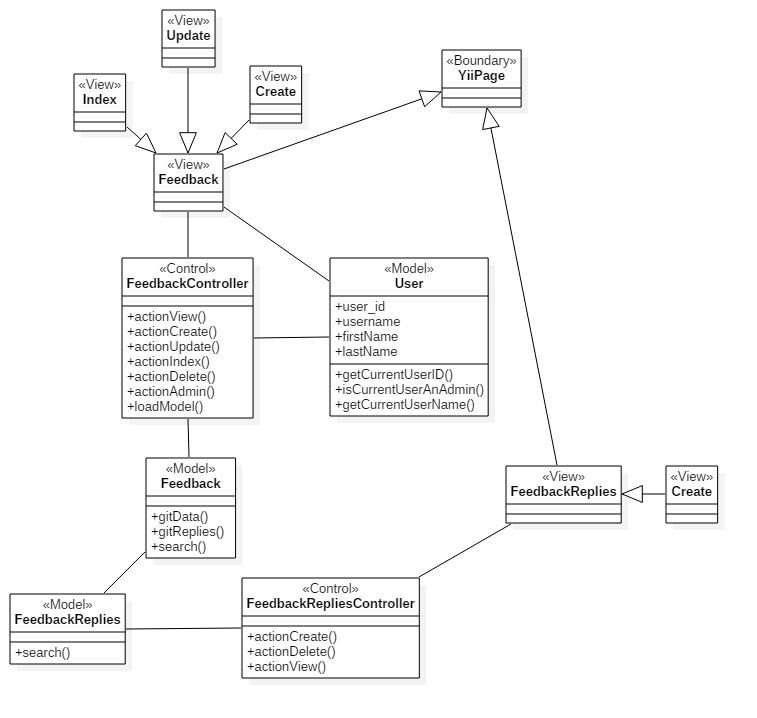 «View»
Update
«View»
Index
«View»
Create
«Boundary»
YiiPage
«View»
Feedback
«Control»
FeedbackController
+actionView()
+actionCreate()
+actionUpdate()
+actionIndex()
+actionDelete()
+actionAdmin()
+loadModel()
«Model»
User
+user_id
+username
+firstName
+lastName
+getCurrentUserID()
+isCurrentUserAnAdmin()
+getCurrentUserName()
«Model»
Feedback
+gitData()
+gitReplies()
+search()
«View»
FeedbackReplies
«View»
Create
«Model»
FeedbackReplies
+search()
«Control»
FeedbackRepliesController
+actionCreate()
+actionDelete()
+actionView()